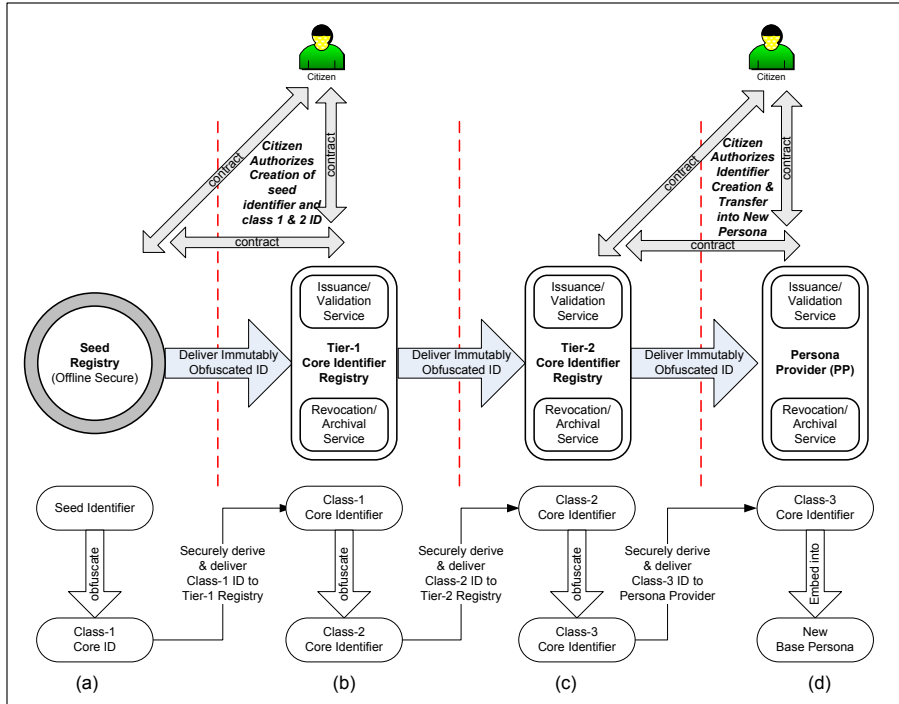 Citizen
Citizen
contract
contract
Citizen
Authorizes
Creation of
seed
identifier and
class 1 & 2 ID
contract
contract
contract
Citizen
Authorizes
Identifier
Creation &
Transfer
into New
Persona
contract
Seed
Registry
(Offline Secure)
Deliver Immutably
Obfuscated ID
Issuance/
Validation
Service
Tier-1
Core Identifier
Registry
Revocation/
Archival
Service
Deliver Immutably
Obfuscated ID
Issuance/
Validation
Service
Tier-2
Core Identifier
Registry
Revocation/
Archival
Service
Deliver Immutably
Obfuscated ID
Issuance/
Validation
Service
Persona
Provider (PP)
Revocation/
Archival
Service
Seed Identifier
obfuscate
Class-1
Core ID
Securely derive
& deliver
Class-1 ID to
Tier-1 Registry
Class-1
Core Identifier
obfuscate
Class-2
Core Identifier
Securely derive
& deliver
Class-2 ID to
Tier-2 Registry
Class-2
Core Identifier
obfuscate
Class-3
Core Identifier
Securely derive
& deliver
Class-3 ID to
Persona Provider
Class-3
Core Identifier
Embed into
New
Base Persona
(a)
(b)
(c)
(d)